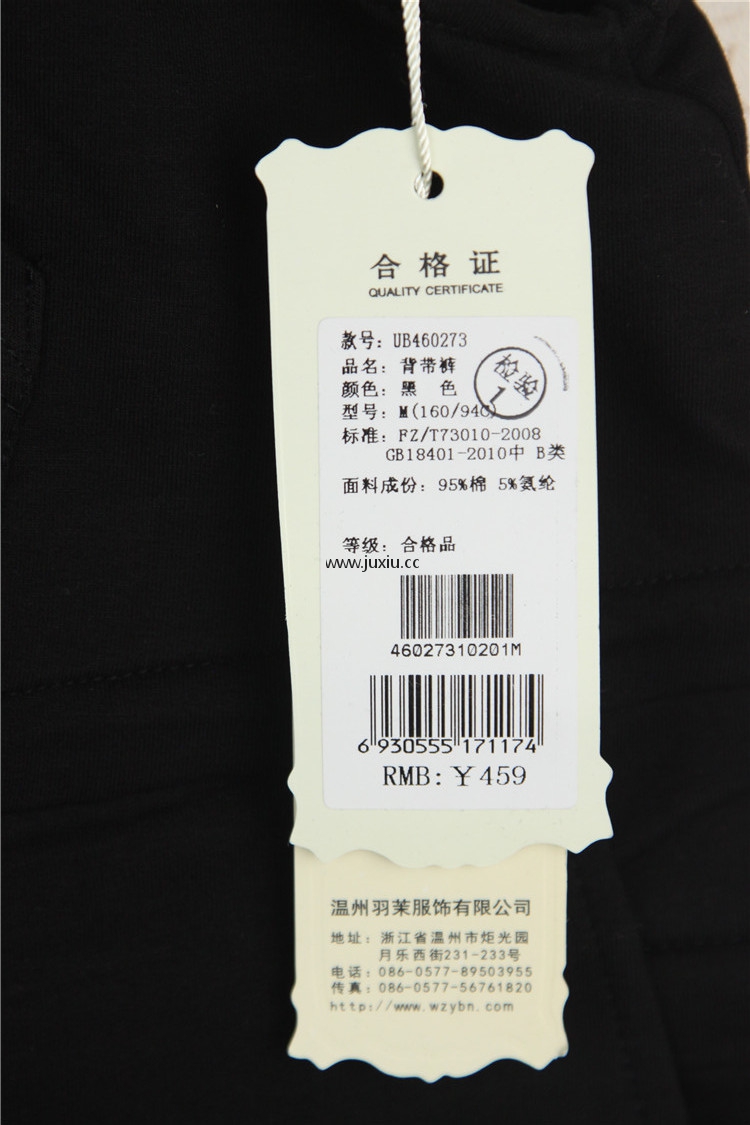 合格证
QUALITY CERTIFICATE
款号：UB460273
品名：背带裤
颜色：黑 色
检验
1
型号：M(160/94C)
标准：FZ/T73010-2008
GB18401-2010中 B类
面料成份：95%棉 5%氨纶
等级：合格品
www.juxiu.cc
46027310201M
6 930555 171174
RMB:￥459
温州羽茉服饰有限公司
地址：浙江省温州市炬光园
月乐西街231-233号
电话：086-0577-89503955
传真：086-0577-56761820
http://www.wzybn.com